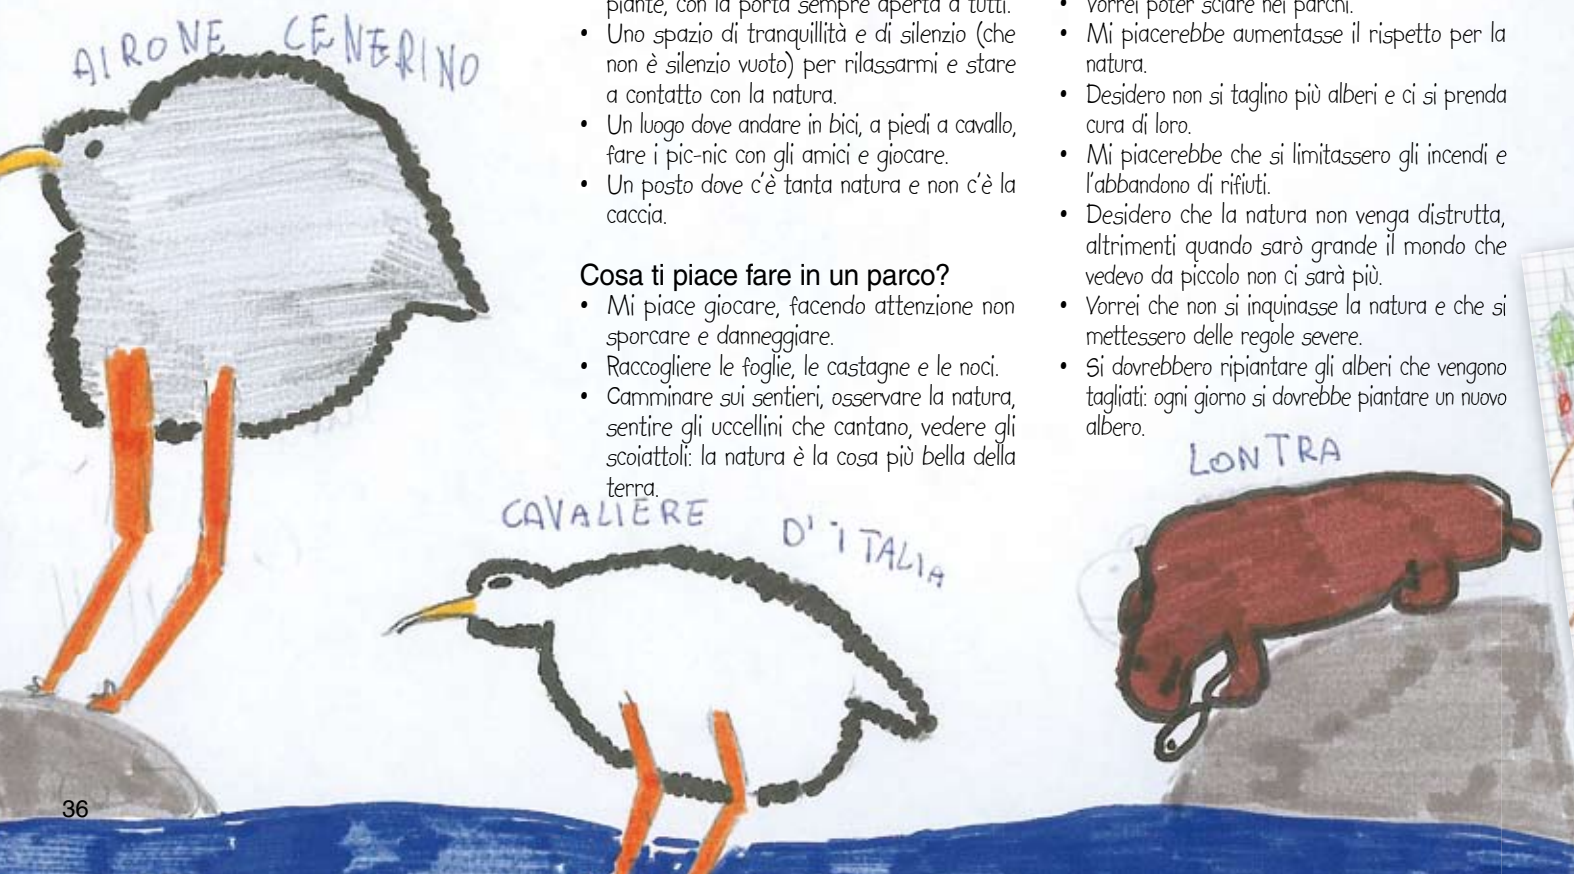 AIRONE CENERINO
piante, con la porta sempre aperta a tutti.
• Uno spazio di tranquillità e di silenzio (che
non è silenzio vuoto) per rilassarmi e stare
a contatto con la natura.
• Un luogo dove andare in bici, a piedi a cavallo,
fare i pic-nic con gli amici e giocare.
• Un posto dove c'è tanta natura e non c'è la
caccia.
Cosa ti piace fare in un parco?
• Mi piace giocare, facendo attenzione non
sporcare e danneggiare.
• Raccogliere le foglie, le castagne e le noci.
• Camminare sui sentieri, osservare la natura,
sentire gli uccellini che cantano, vedere gli
scoiattoli: la natura è la cosa più bella della
terra.
CAVALIERE D'ITALIA
• Vorrei poter sciare nei parchi.
• Mi piacerebbe aumentasse il rispetto per la
natura.
• Desidero non si taglino più alberi e ci si prenda
cura di loro.
• Mi piacerebbe che si limitassero gli incendi e
l'abbandono di rifiuti.
• Desidero che la natura non venga distrutta,
altrimenti quando sarò grande il mondo che
vedevo da piccolo non ci sarà più.
• Vorrei che non si inquinasse la natura e che si
mettessero delle regole severe.
• Si dovrebbero ripiantare gli alberi che vengono
tagliati: ogni giorno si dovrebbe piantare un nuovo
albero.
LONTRA
36